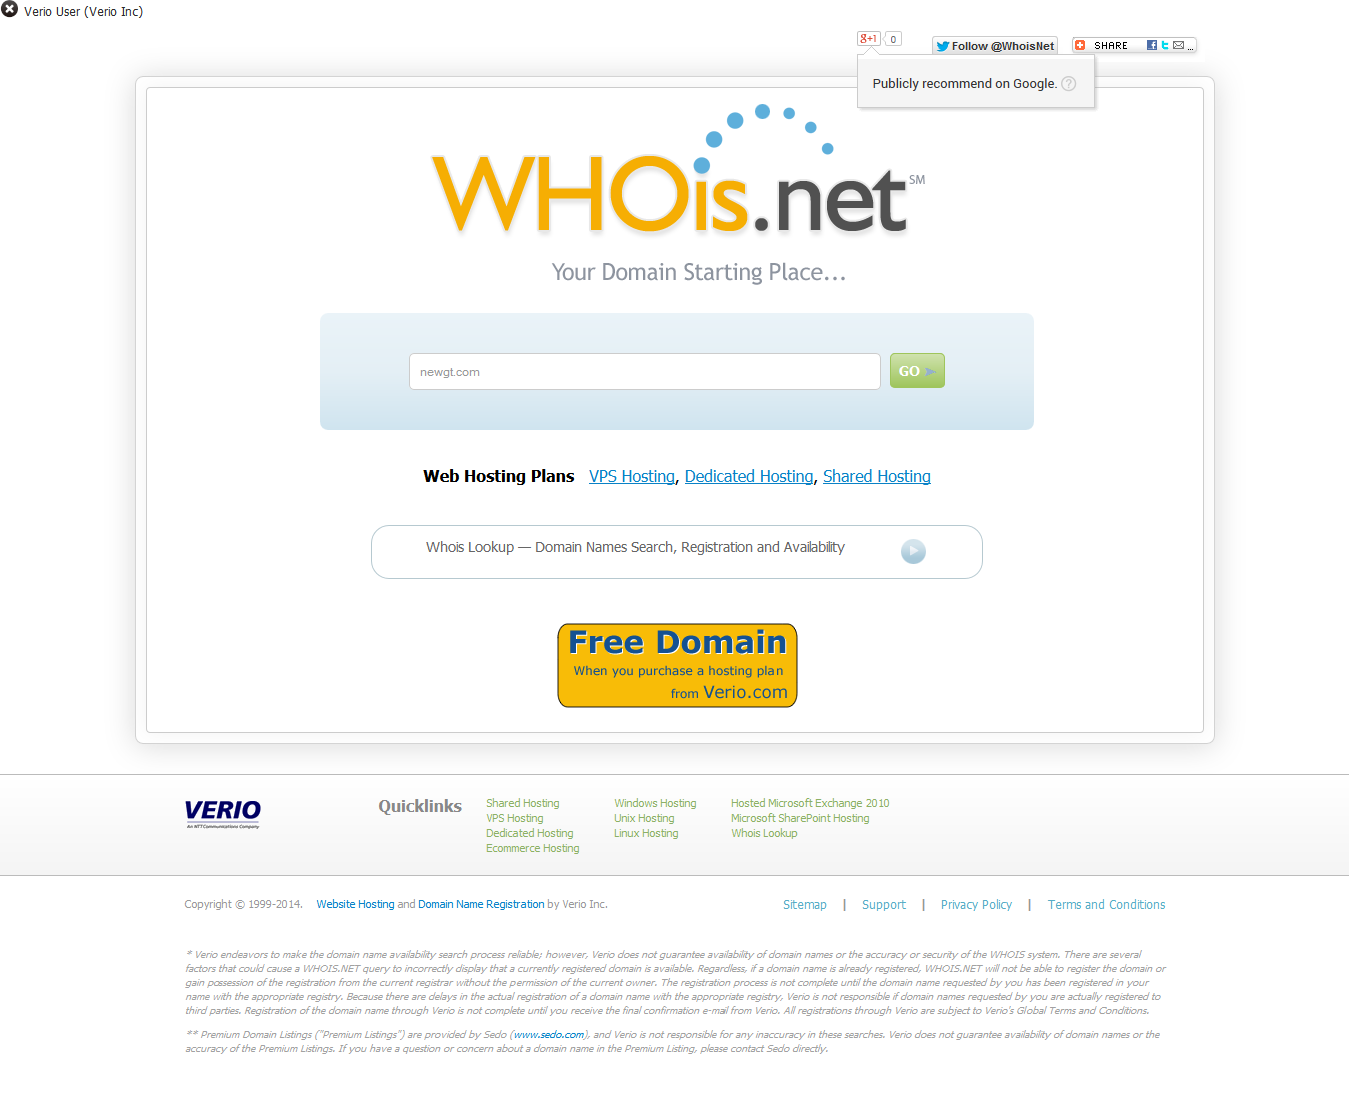 Verio User (Verio Inc)
g+1 0
Follow @WhoisNet
SHARE ...
Publicly recommend on Google. ?
WHOis.net SM
Your Domain Starting Place...
newgt.com
GO
Web Hosting Plans VPS Hosting, Dedicated Hosting, Shared Hosting
Whois Lookup — Domain Names Search, Registration and Availability
Free Domain
When you purchase a hosting plan
from Verio.com
VERIO
An NTT Communications Company
Quicklinks
Shared Hosting
VPS Hosting
Dedicated Hosting
Ecommerce Hosting
Windows Hosting
Unix Hosting
Linux Hosting
Hosted Microsoft Exchange 2010
Microsoft SharePoint Hosting
Whois Lookup
Copyright © 1999-2014. Website Hosting and Domain Name Registration by Verio Inc.
Sitemap | Support | Privacy Policy | Terms and Conditions
* Verio endeavors to make the domain name availability search process reliable; however, Verio does not guarantee availability of domain names or the accuracy or security of the WHOIS system. There are several
factors that could cause a WHOIS.NET query to incorrectly display that a currently registered domain is available. Regardless, if a domain name is already registered, WHOIS.NET will not be able to register the domain or
gain possession of the registration from the current registrar without the permission of the current owner. The registration process is not complete until the domain name requested by you has been registered in your
name with the appropriate registry. Because there are delays in the actual registration of a domain name with the appropriate registry, Verio is not responsible if domain names requested by you are actually registered to
third parties. Registration of the domain name through Verio is not complete until you receive the final confirmation e-mail from Verio. All registrations through Verio are subject to Verio's Global Terms and Conditions.
** Premium Domain Listings ("Premium Listings") are provided by Sedo (www.sedo.com), and Verio is not responsible for any inaccuracy in these searches. Verio does not guarantee availability of domain names or the
accuracy of the Premium Listings. If you have a question or concern about a domain name in the Premium Listing, please contact Sedo directly.